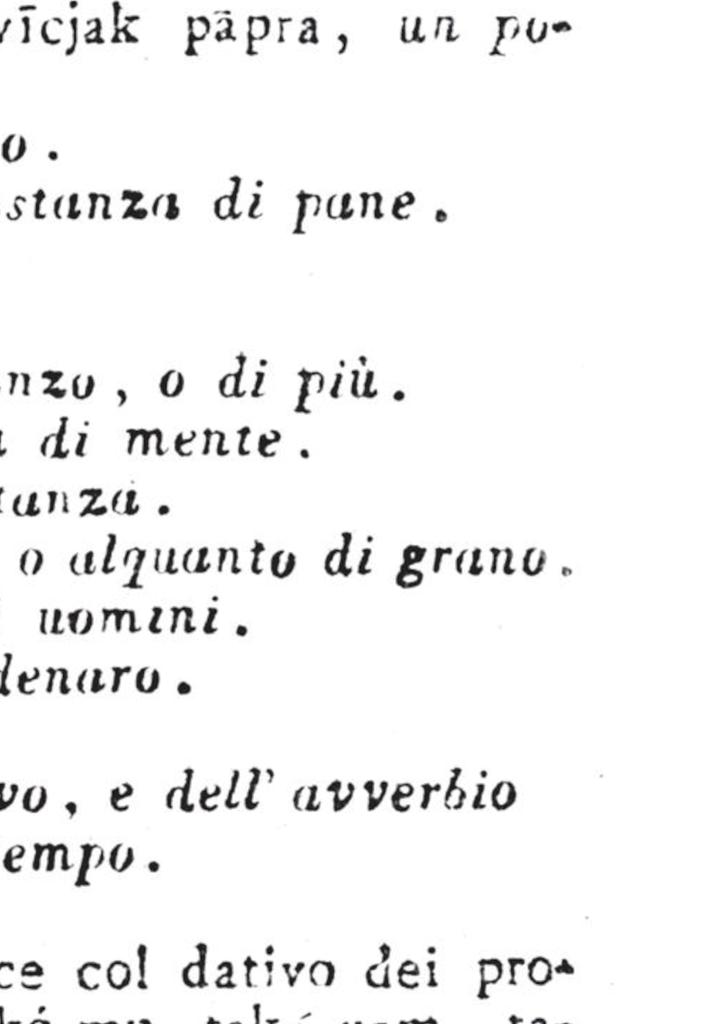 vīcjak pāpra, un po-
o.
stanza di pane.
nzo, o di più.
di mente.
tanza.
o alquanto di grano.
uomini.
denaro.
vo, e dell' avverbio
empo.
ce col dativo dei pro-